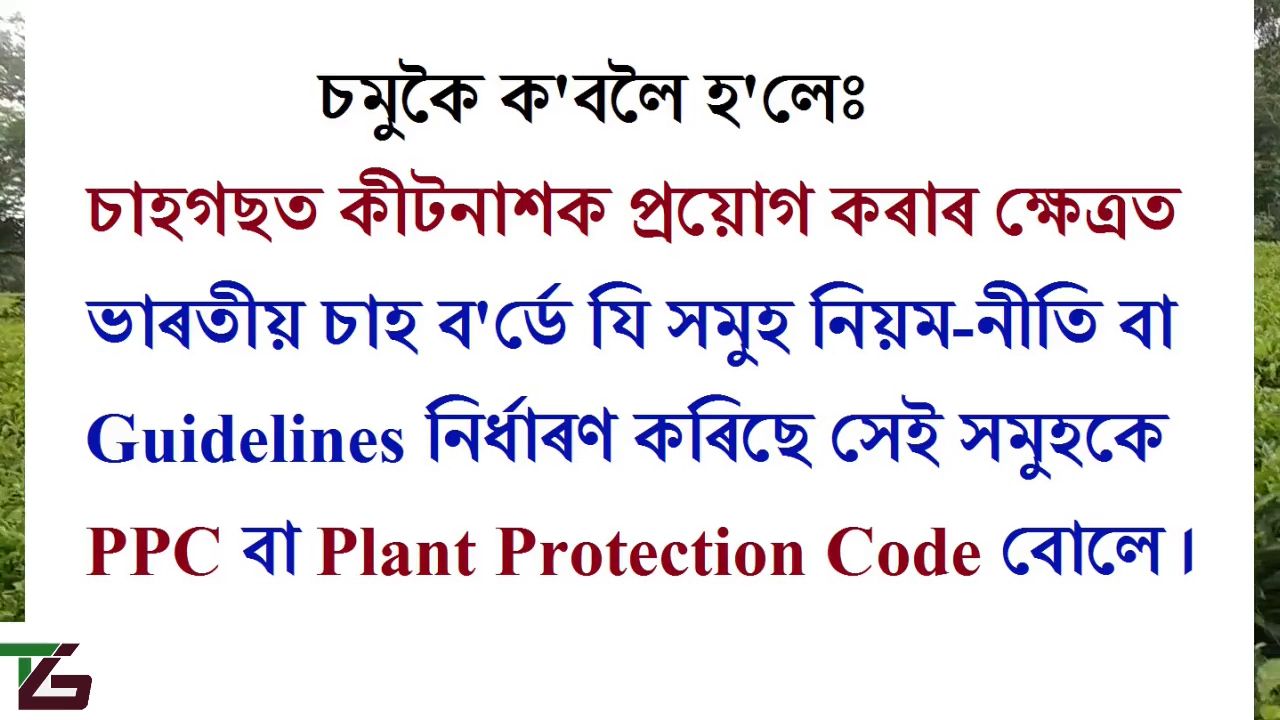 চমুকৈ ক'বলৈ হ'লেঃ
চাহগছত কীটনাশক প্ৰয়োগ কৰাৰ ক্ষেত্ৰত
ভাৰতীয় চাহ ব'ৰ্ডে যি সমুহ নিয়ম-নীতি বা
Guidelines নিৰ্ধাৰণ কৰিছে সেই সমুহকে
PPC বা Plant Protection Code বোলে।
TG